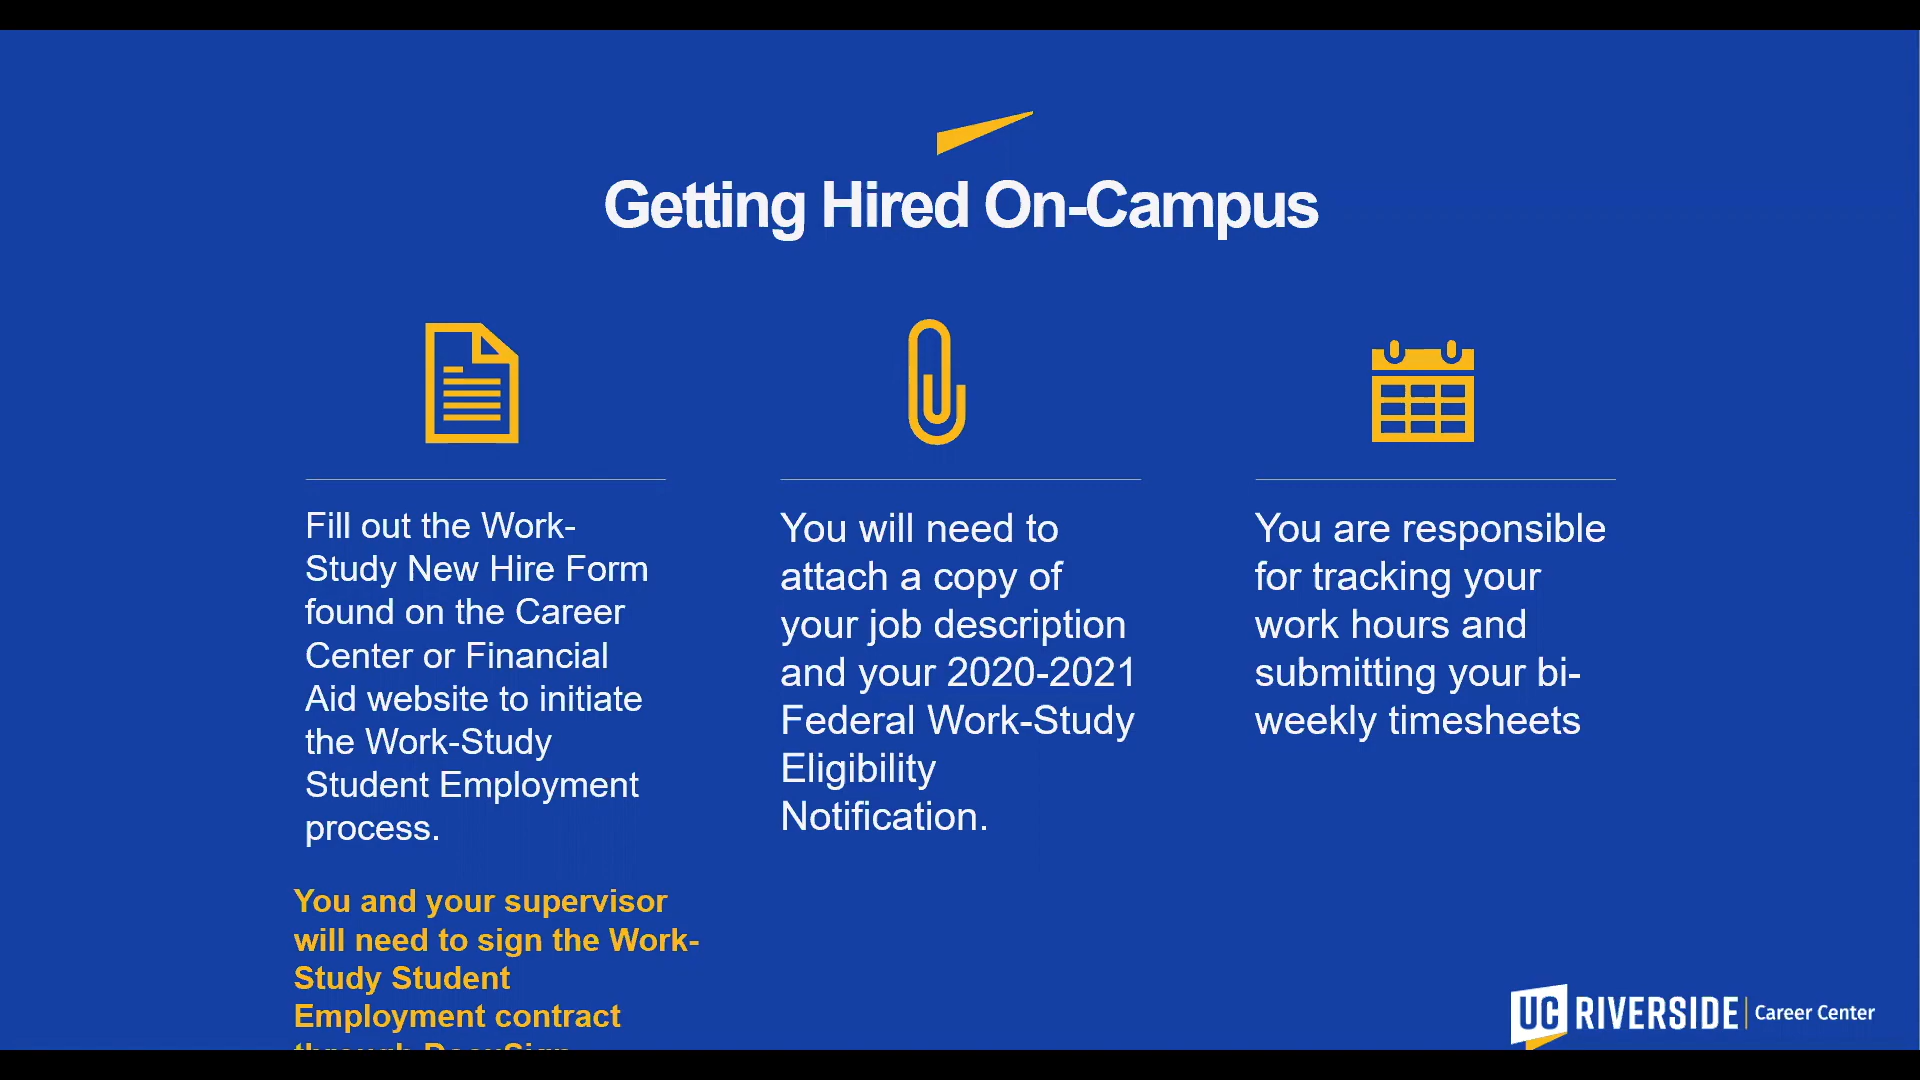 Getting Hired On-Campus
Fill out the Work-
Study New Hire Form
found on the Career
Center or Financial
Aid website to initiate
the Work-Study
Student Employment
process.
You and your supervisor
will need to sign the Work-
Study Student
Employment contract
through DocuSign
You will need to
attach a copy of
your job description
and your 2020-2021
Federal Work-Study
Eligibility
Notification.
You are responsible
for tracking your
work hours and
submitting your bi-
weekly timesheets
UC RIVERSIDE | Career Center